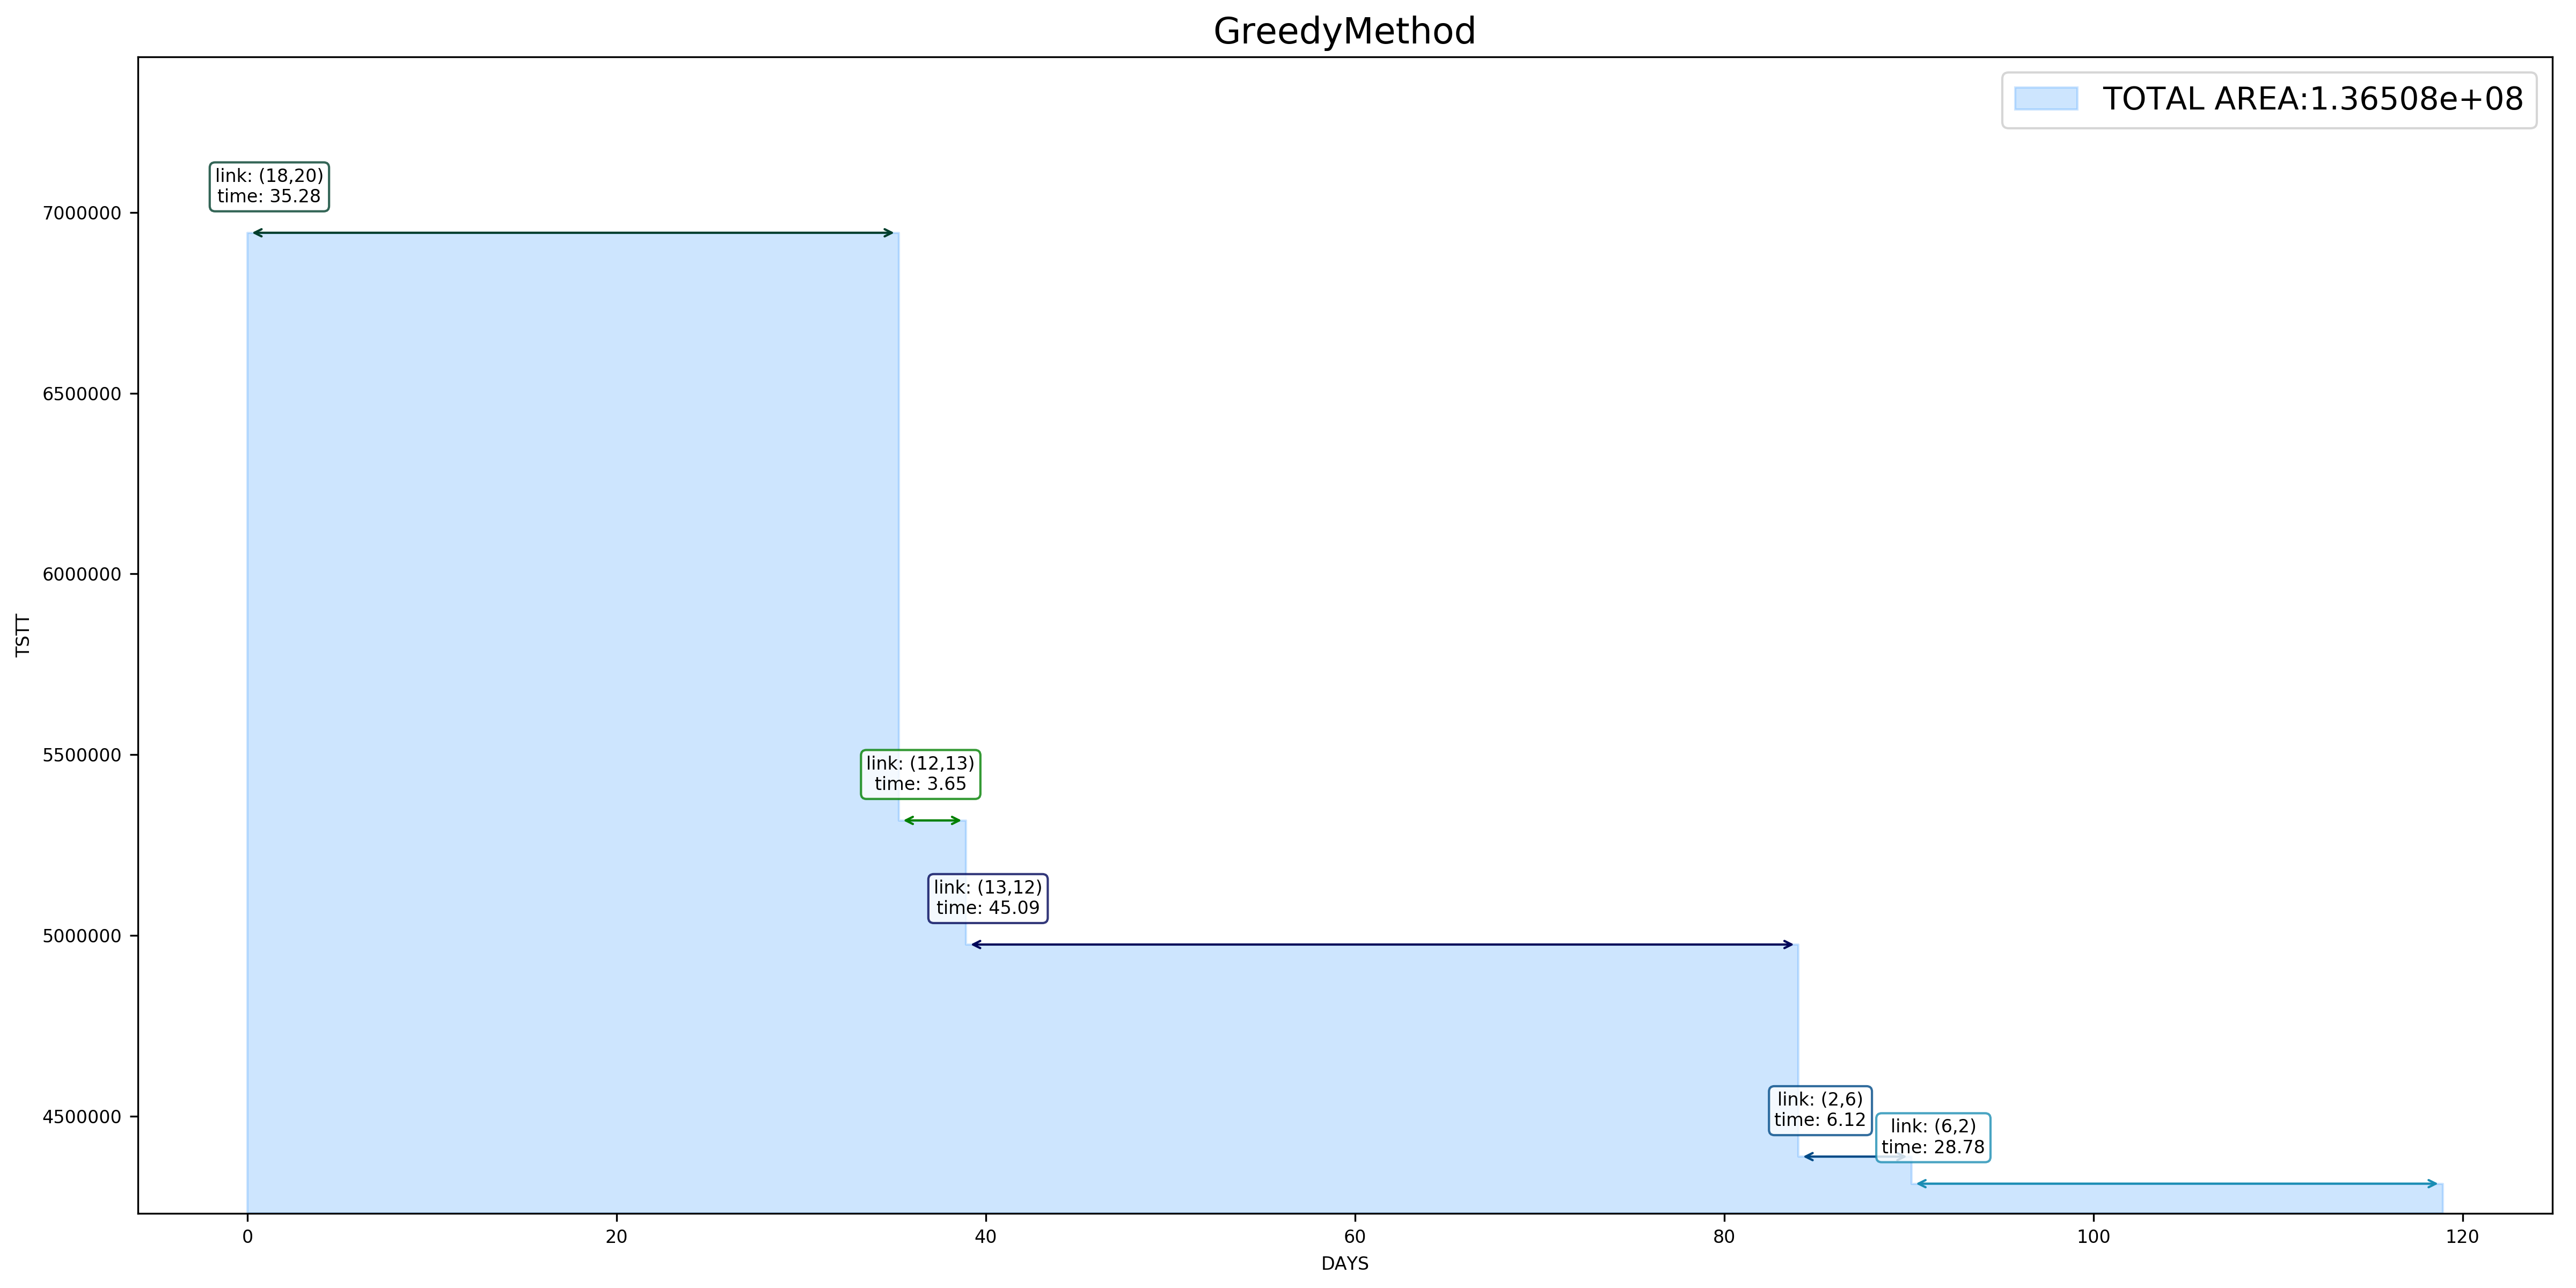 GreedyMethod
TOTAL AREA:1.36508e+08
link: (18,20)
time: 35.28
7000000
6500000
6000000
TSTT
5500000
link: (12,13)
time: 3.65
link: (13,12)
time: 45.09
5000000
4500000
link: (2,6)
time: 6.12
link: (6,2)
time: 28.78
0
20
40
60
80
100
120
DAYS